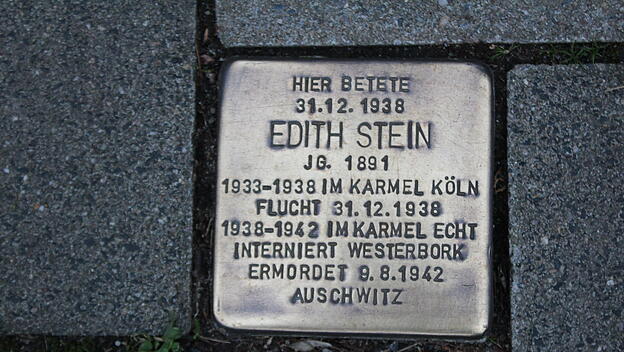 HIER BETETE
31.12.1938
EDITH STEIN
JG. 1891
1933-1938 IM KARMEL KÖLN
FLUCHT 31.12.1938
1938-1942 IM KARMEL ECHT
INTERNIERT WESTERBORK
ERMORDET 9.8.1942
AUSCHWITZ